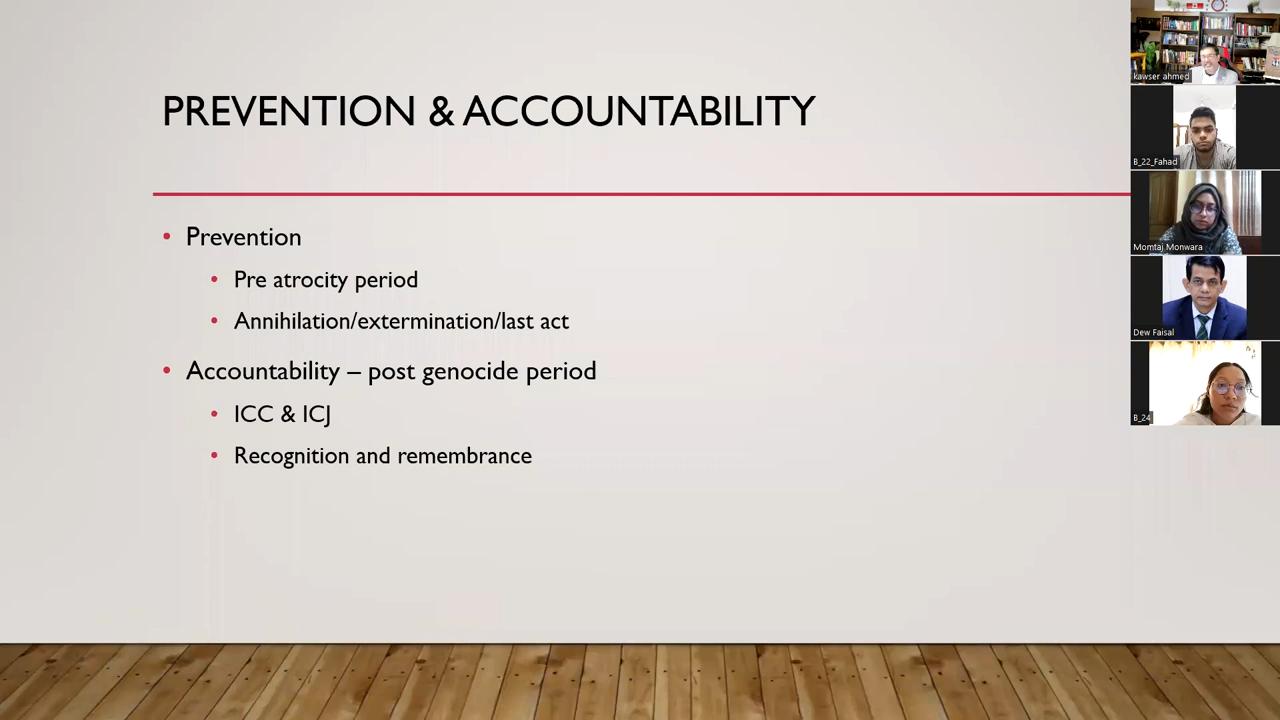 PREVENTION & ACCOUNTABILITY
• Prevention
• Pre atrocity period
• Annihilation/extermination/last act
• Accountability – post genocide period
• ICC & ICJ
• Recognition and remembrance
kawser ahmed
B_22_Fahad
Momtaj Monwara
Dew Faisal
B_24